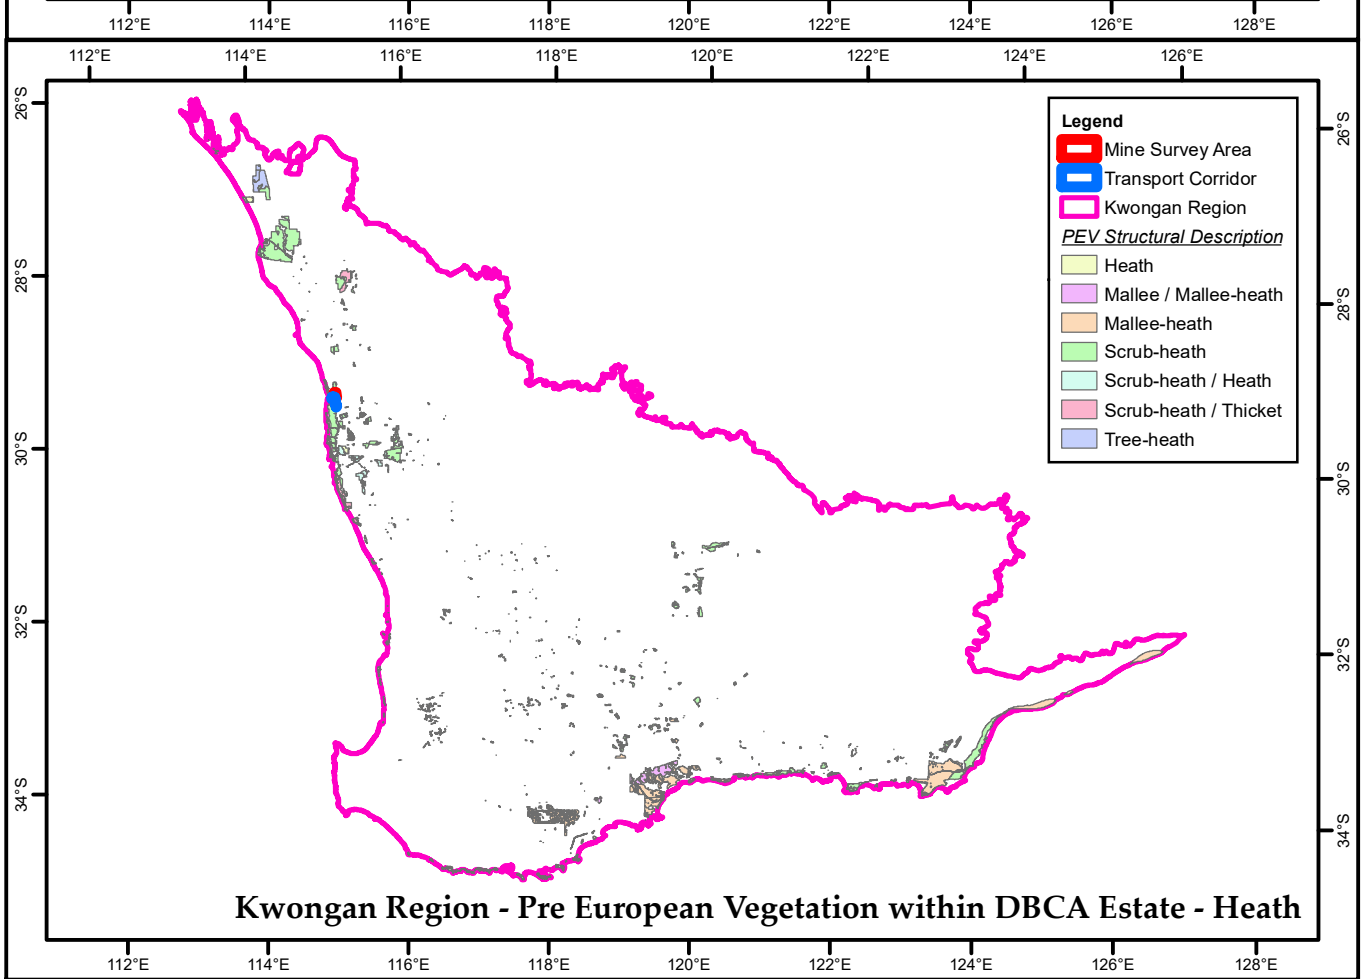 112°E 114°E 116°E 118°E 120°E 122°E 124°E 126°E 128°E
112°E 114°E 116°E 118°E 120°E 122°E 124°E 126°E
26°S
28°S
30°S
32°S
34°S
Legend
Mine Survey Area
Transport Corridor
Kwongan Region
PEV Structural Description
Heath
Mallee / Mallee-heath
Mallee-heath
Scrub-heath
Scrub-heath / Heath
Scrub-heath / Thicket
Tree-heath
26°S
28°S
30°S
32°S
34°S
Kwongan Region - Pre European Vegetation within DBCA Estate - Heath
112°E 114°E 116°E 118°E 120°E 122°E 124°E 126°E 128°E